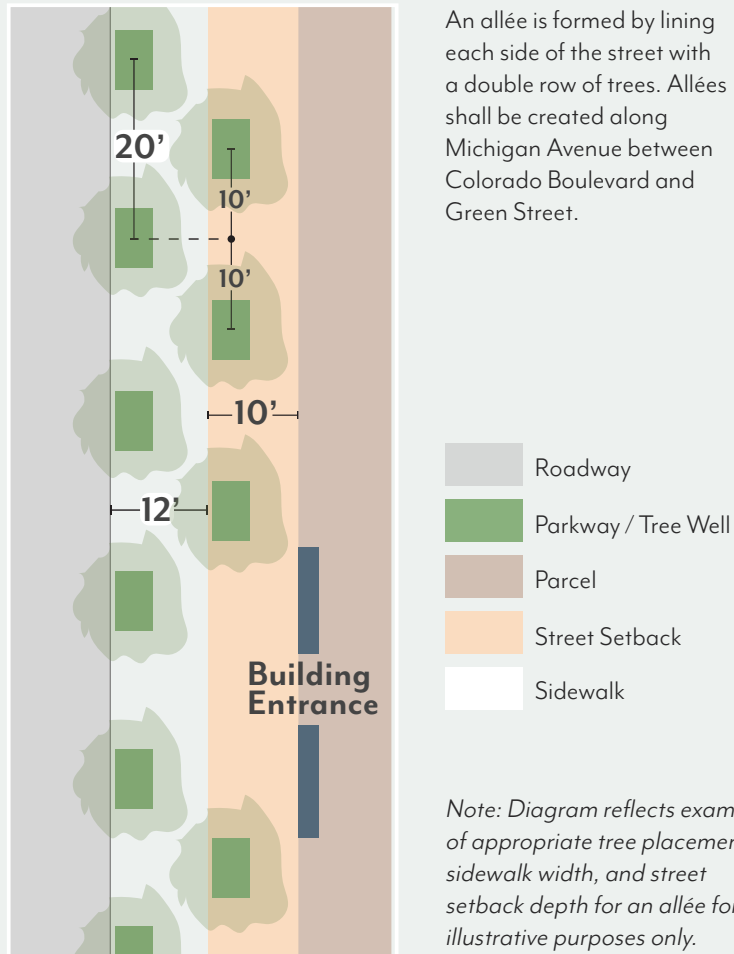 An allée is formed by lining
each side of the street with
a double row of trees. Allées
shall be created along
Michigan Avenue between
Colorado Boulevard and
Green Street.
20’
10’
10’
10’
12’
Building
Entrance
Roadway
Parkway / Tree Well
Parcel
Street Setback
Sidewalk
Note: Diagram reflects
of appropriate tree
sidewalk width, and street
setback depth for an allée
illustrative purposes only.